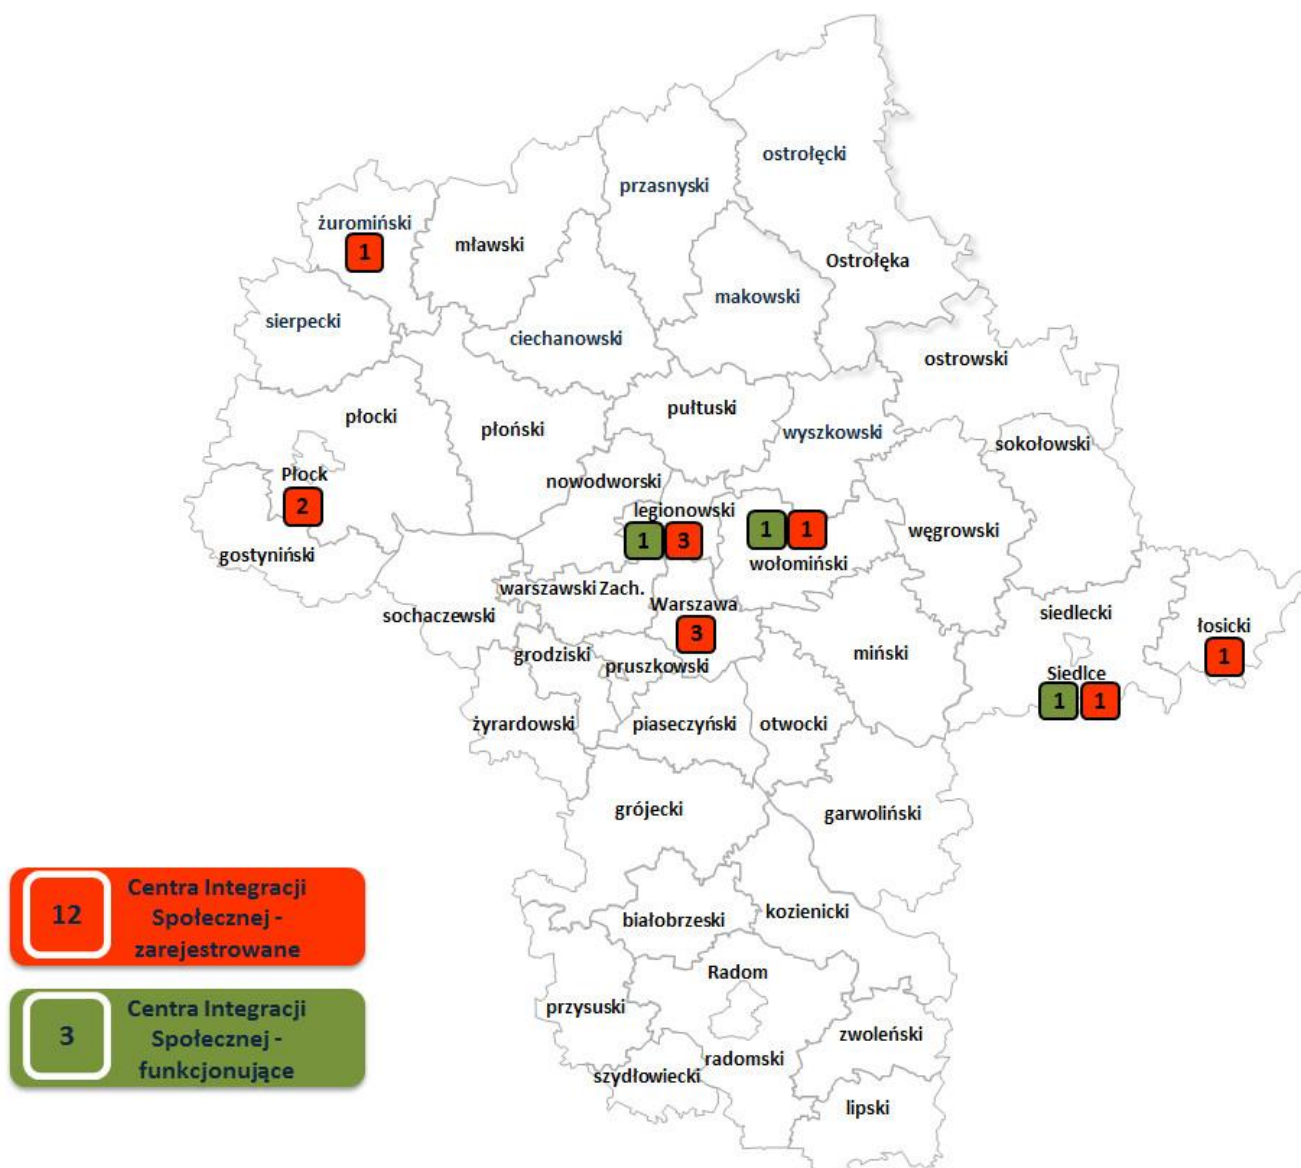 ostrołęcki
przasnyski
żuromiński
1
mławski
Ostrołęka
makowski
sierpecki
ciechanowski
ostrowski
płocki
pułtuski
płoński
wyszkowski
sokołowski
Płock
2
nowodworski
legionowski
1 3
1 1
wołomiński
węgrowski
gostyniński
warszawski Zach.
sochaczewski
Warszawa
3
siedlecki
łosicki
1
grodziski
pruszkowski
miński
Siedlce
1 1
żyrardowski
piaseczyński
otwocki
grójecki
garwoliński
białobrzeski
kozienicki
Radom
przysuski
zwoleński
radomski
szydłowiecki
lipski
12
Centra Integracji
Społecznej -
zarejestrowane
3
Centra Integracji
Społecznej -
funkcjonujące